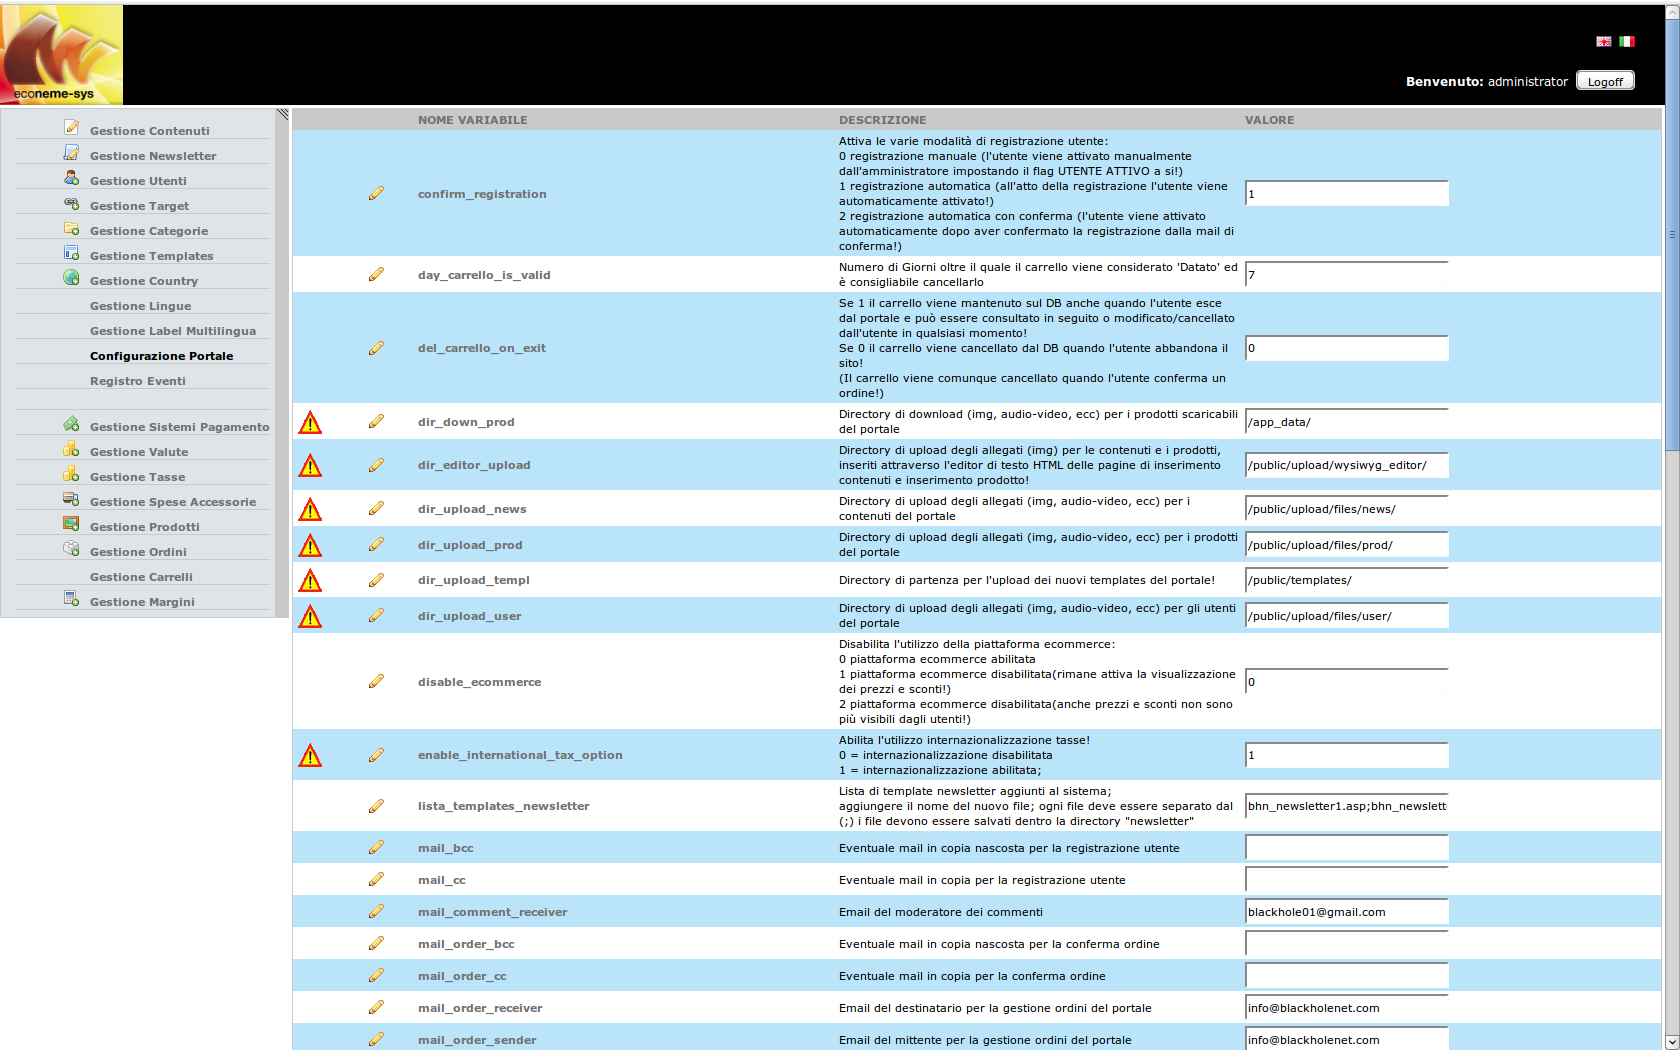 econeme-sys
Benvenuto: administrator Logoff
Gestione Contenuti
Gestione Newsletter
Gestione Utenti
Gestione Target
Gestione Categorie
Gestione Templates
Gestione Country
Gestione Lingue
Gestione Label Multilingua
Configurazione Portale
Registro Eventi
Gestione Sistemi Pagamento
Gestione Valute
Gestione Tasse
Gestione Spese Accessorie
Gestione Prodotti
Gestione Ordini
Gestione Carrelli
Gestione Margini
NOME VARIABILE DESCRIZIONE VALORE
confirm_registration
Attiva le varie modalità di registrazione utente:
0 registrazione manuale (l'utente viene attivato manualmente
dall'amministratore impostando il flag UTENTE ATTIVO a si!)
1 registrazione automatica (all'atto della registrazione l'utente viene
automaticamente attivato!)
2 registrazione automatica con conferma (l'utente viene attivato
automaticamente dopo aver confermato la registrazione dalla mail di
conferma!)
1
day_carrello_is_valid
Numero di Giorni oltre il quale il carrello viene considerato 'Datato' ed
è consigliabile cancellarlo
7
del_carrello_on_exit
Se 1 il carrello viene mantenuto sul DB anche quando l'utente esce
dal portale e può essere consultato in seguito o modificato/cancellato
dall'utente in qualsiasi momento!
Se 0 il carrello viene cancellato dal DB quando l'utente abbandona il
sito!
(Il carrello viene comunque cancellato quando l'utente conferma un
ordine!)
0
dir_down_prod
Directory di download (img, audio-video, ecc) per i prodotti scaricabili
del portale
/app_data/
dir_editor_upload
Directory di upload degli allegati (img) per le contenuti e i prodotti,
inseriti attraverso l'editor di testo HTML delle pagine di inserimento
contenuti e inserimento prodotto!
/public/upload/wysiwyg_editor/
dir_upload_news
Directory di upload degli allegati (img, audio-video, ecc) per i
contenuti del portale
/public/upload/files/news/
dir_upload_prod
Directory di upload degli allegati (img, audio-video, ecc) per i prodotti
del portale
/public/upload/files/prod/
dir_upload_templ
Directory di partenza per l'upload dei nuovi templates del portale!
/public/templates/
dir_upload_user
Directory di upload degli allegati (img, audio-video, ecc) per gli utenti
del portale
/public/upload/files/user/
disable_ecommerce
Disabilita l'utilizzo della piattaforma ecommerce:
0 piattaforma ecommerce abilitata
1 piattaforma ecommerce disabilitata(rimane attiva la visualizzazione
dei prezzi e sconti!)
2 piattaforma ecommerce disabilitata(anche prezzi e sconti non sono
più visibili dagli utenti!)
0
enable_international_tax_option
Abilita l'utilizzo internazionalizzazione tasse!
0 = internazionalizzazione disabilitata
1 = internazionalizzazione abilitata;
1
lista_templates_newsletter
Lista di template newsletter aggiunti al sistema;
aggiungere il nome del nuovo file; ogni file deve essere separato dal
(;) i file devono essere salvati dentro la directory "newsletter"
bhn_newsletter1.asp;bhn_newslett
mail_bcc Eventuale mail in copia nascosta per la registrazione utente
mail_cc Eventuale mail in copia per la registrazione utente
mail_comment_receiver Email del moderatore dei commenti blackhole01@gmail.com
mail_order_bcc Eventuale mail in copia nascosta per la conferma ordine
mail_order_cc Eventuale mail in copia per la conferma ordine
mail_order_receiver Email del destinatario per la gestione ordini del portale info@blackholenet.com
mail_order_sender Email del mittente per la gestione ordini del portale info@blackholenet.com